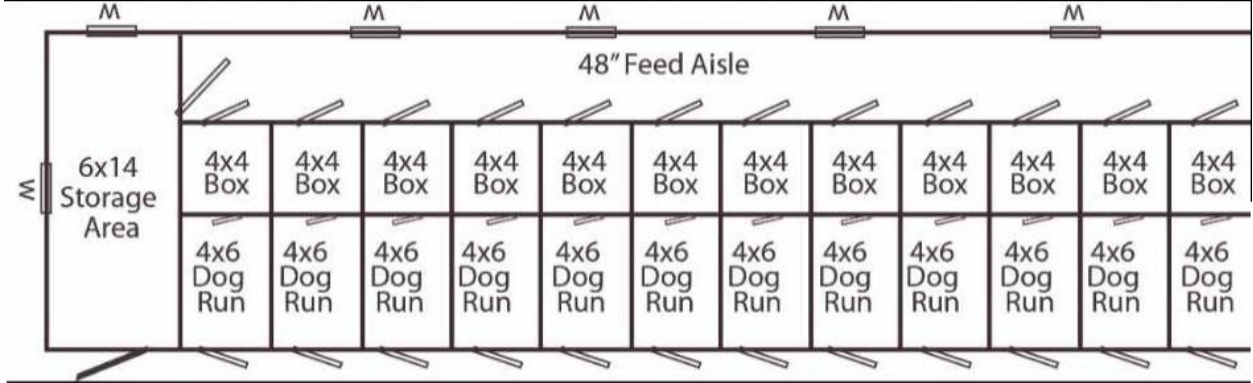 W W W W W
48” Feed Aisle
W
6x14
Storage
Area
4x4 4x4 4x4 4x4 4x4 4x4 4x4 4x4 4x4 4x4 4x4 4x4
Box Box Box Box Box Box Box Box Box Box Box Box
4x6 4x6 4x6 4x6 4x6 4x6 4x6 4x6 4x6 4x6 4x6 4x6
Dog Dog Dog Dog Dog Dog Dog Dog Dog Dog Dog Dog
Run Run Run Run Run Run Run Run Run Run Run Run